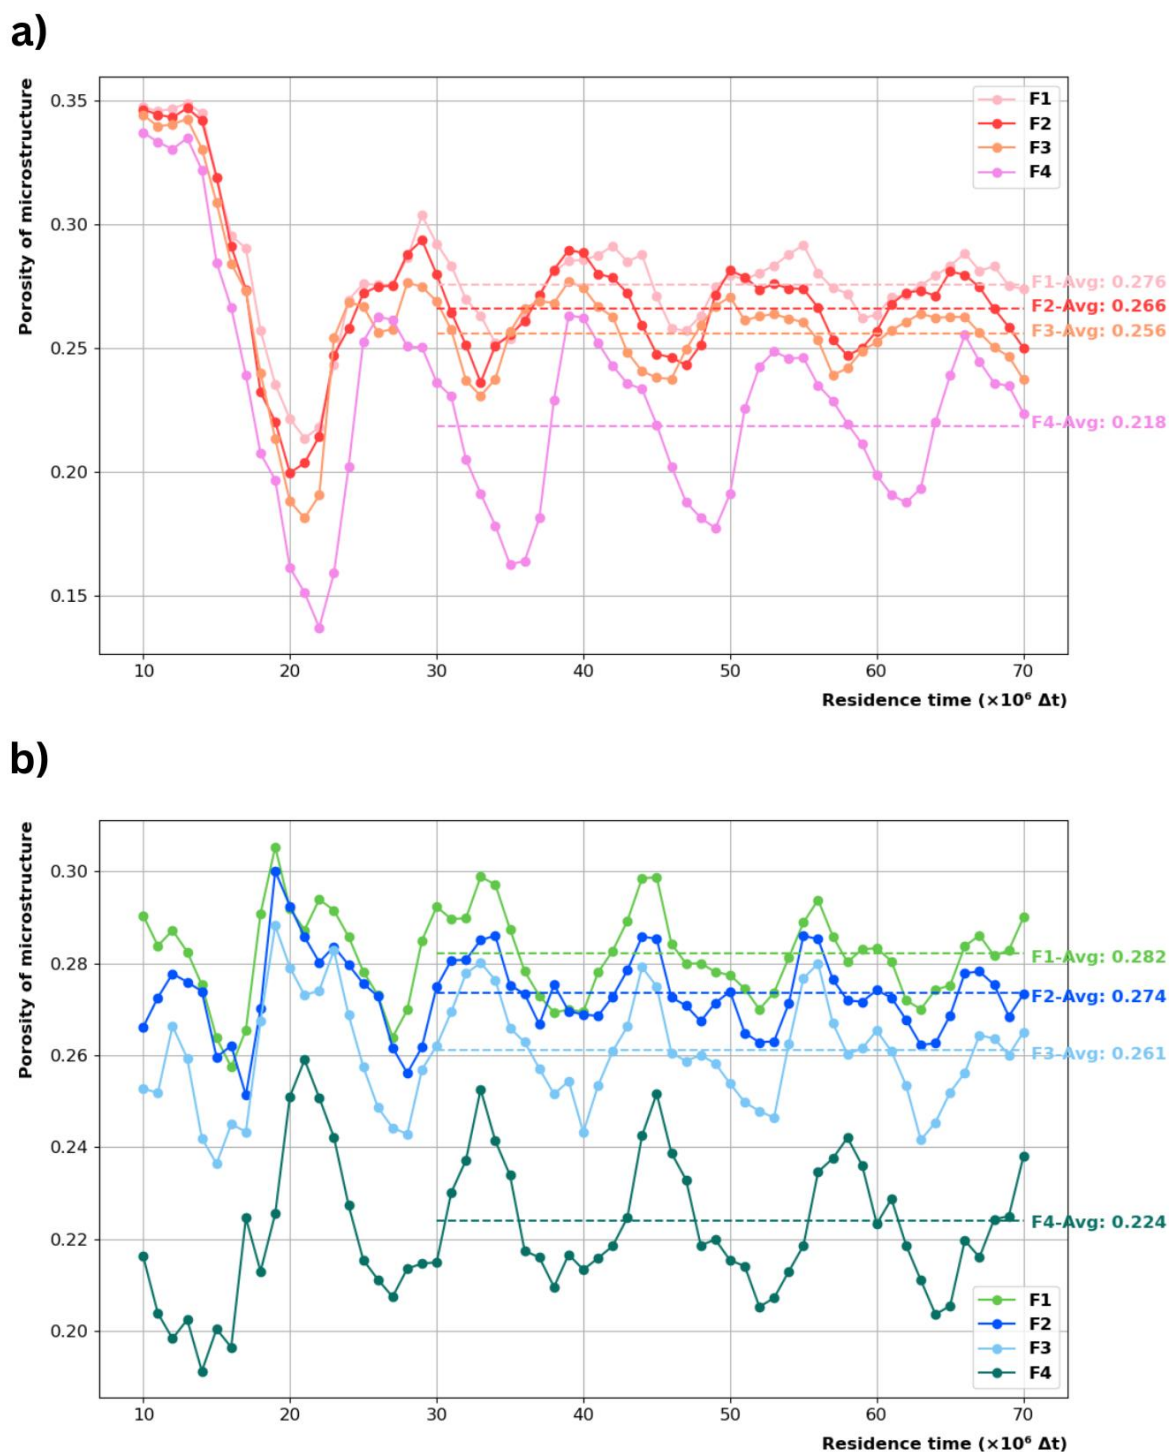 a)
Porosity of microstructure
0.35
0.30
0.25
0.20
0.15
F1
F2
F3
F4
F1-Avg: 0.276
F2-Avg: 0.266
F3-Avg: 0.256
F4-Avg: 0.218
10 20 30 40 50 60 70
Residence time (×10⁶ Δt)
b)
Porosity of microstructure
0.30
0.28
0.26
0.24
0.22
0.20
F1-Avg: 0.282
F2-Avg: 0.274
F3-Avg: 0.261
F4-Avg: 0.224
F1
F2
F3
F4
10 20 30 40 50 60 70
Residence time (×10⁶ Δt)